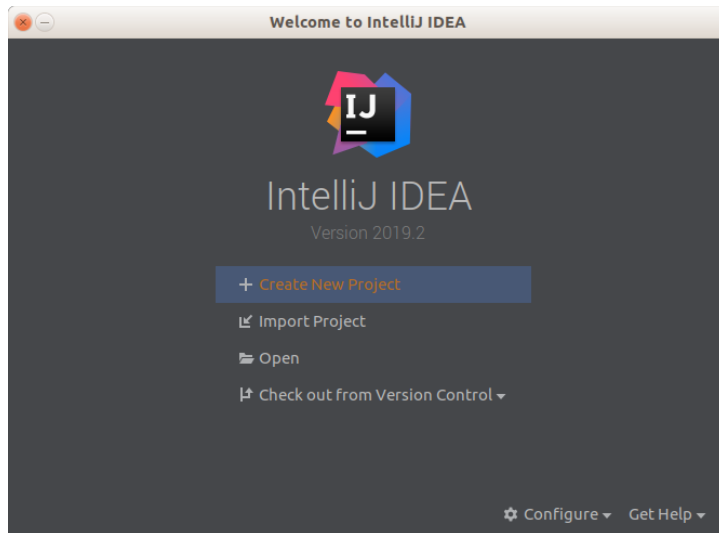 Welcome to IntelliJ IDEA
IJ
IntelliJ IDEA
Version 2019.2
Create New Project
Import Project
Open
Check out from Version Control
Configure Get Help